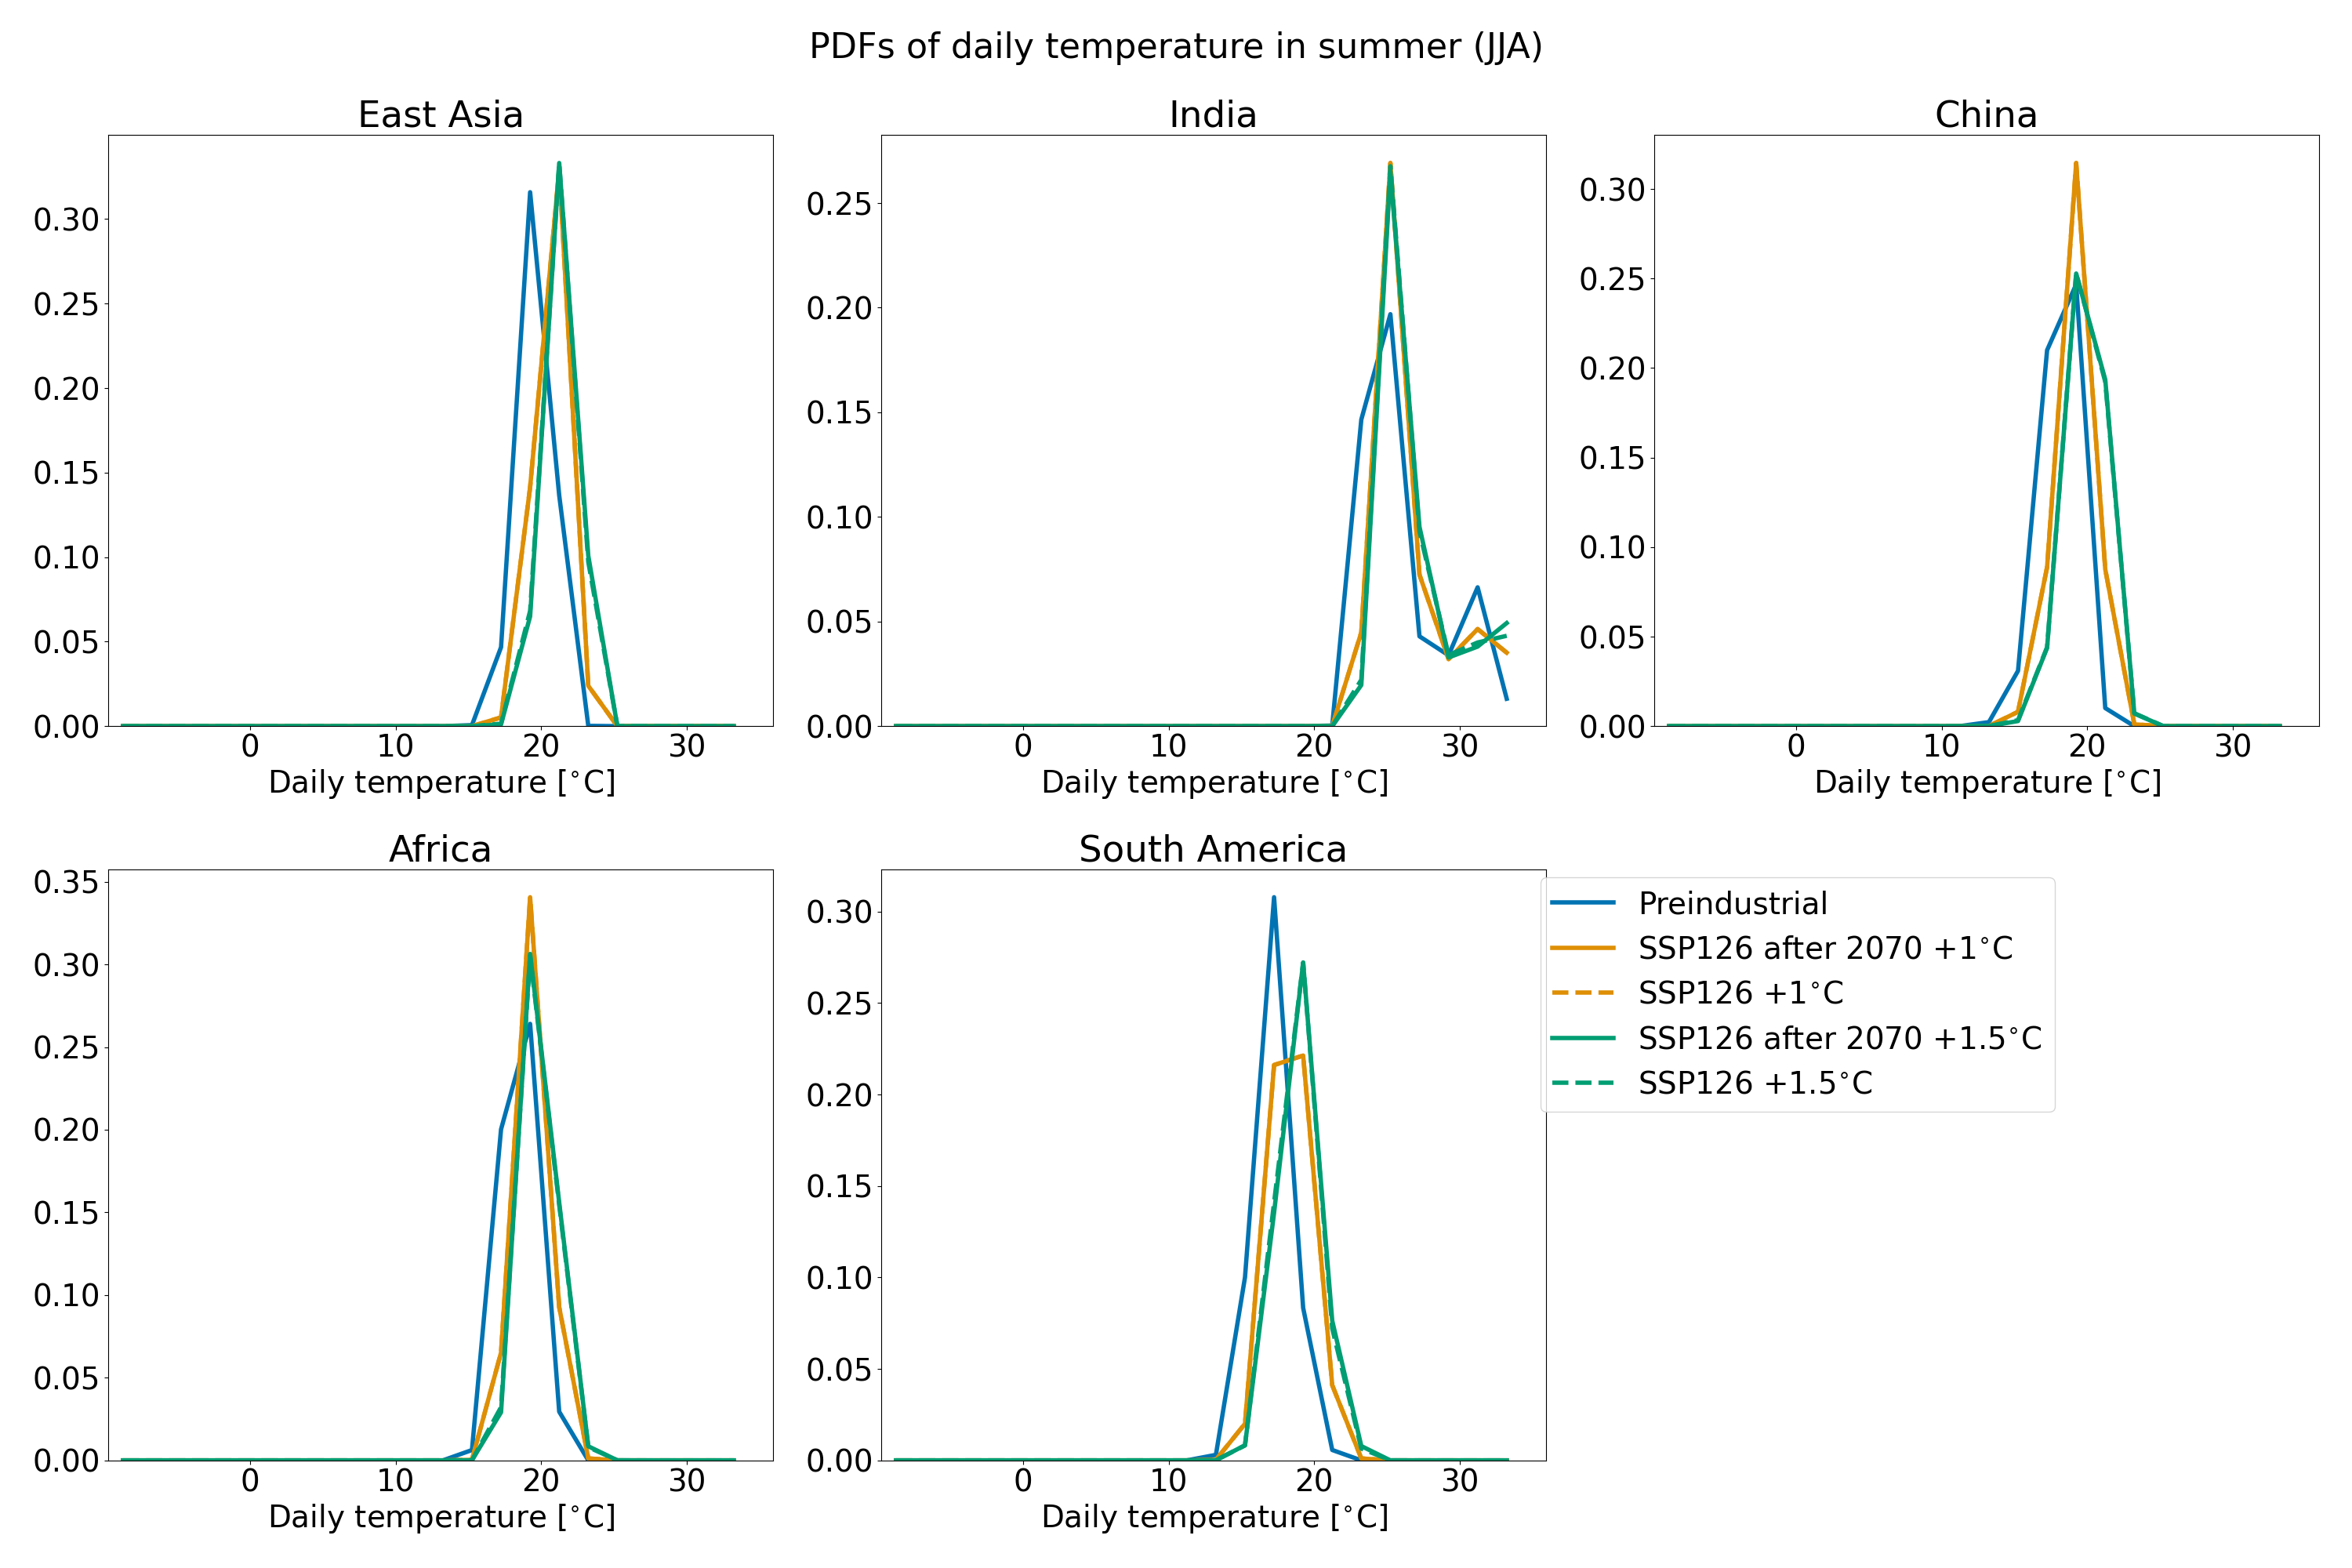 PDFs of daily temperature in summer (JJA)
East Asia
0.30
0.25
0.20
0.15
0.10
0.05
0.00
0 10 20 30
Daily temperature [°C]
India
0.25
0.20
0.15
0.10
0.05
0.00
0 10 20 30
Daily temperature [°C]
China
0.30
0.25
0.20
0.15
0.10
0.05
0.00
0 10 20 30
Daily temperature [°C]
Africa
0.35
0.30
0.25
0.20
0.15
0.10
0.05
0.00
0 10 20 30
Daily temperature [°C]
South America
0.30
0.25
0.20
0.15
0.10
0.05
0.00
0 10 20 30
Daily temperature [°C]
Preindustrial
SSP126 after 2070 +1°C
SSP126 +1°C
SSP126 after 2070 +1.5°C
SSP126 +1.5°C